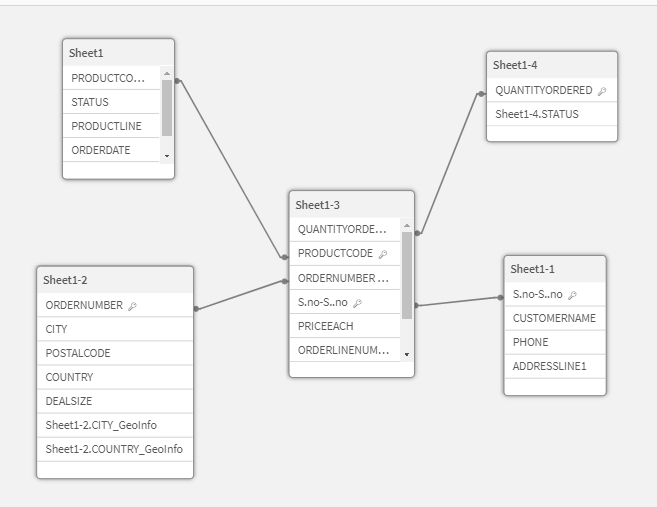 Sheet1
PRODUCTCO...
STATUS
PRODUCTLINE
ORDERDATE
Sheet1-4
QUANTITYORDERED
Sheet1-4.STATUS
Sheet1-3
QUANTITYORDE...
PRODUCTCODE
ORDERNUMBER ...
S.no-S..no
PRICEEACH
ORDERLINENUM...
Sheet1-2
ORDERNUMBER
CITY
POSTALCODE
COUNTRY
DEALSIZE
Sheet1-2.CITY_GeoInfo
Sheet1-2.COUNTRY_GeoInfo
Sheet1-1
S.no-S..no
CUSTOMERNAME
PHONE
ADDRESSLINE1